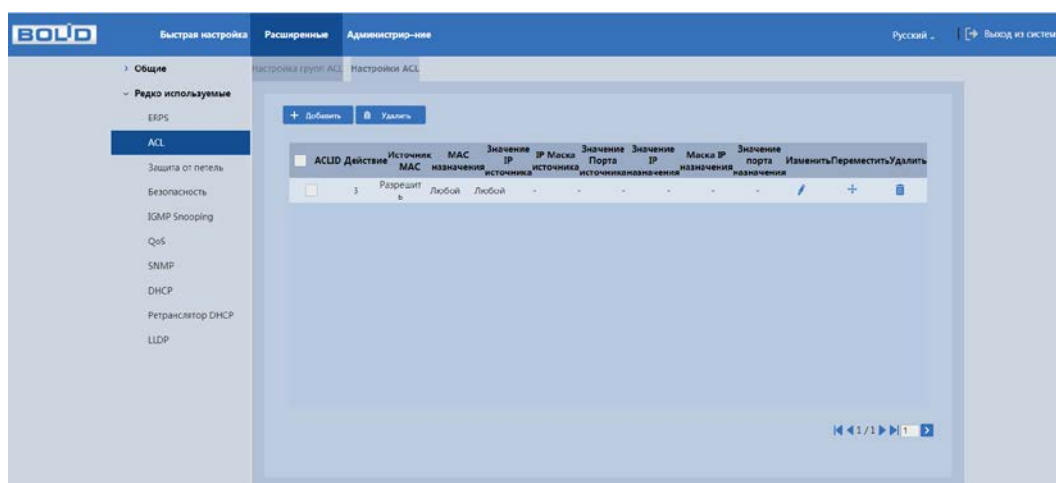 BOLID Быстрая настройка Расширенные Администрир-ние Русский Выход из систем
Общие
Настройка групп ACL Настройки ACL
Редко используемые
ERPS
ACL
Защита от петель
Безопасность
IGMP Snooping
QoS
SNMP
DHCP
Ретранслятор DHCP
LLDP
+ Добавить Удалить
ACLID Действие Источник MAC MAC назначения Значение IP источника IP Маска источника Значение Порта источника Значение IP назначения Маска IP назначения Значение порта назначения Изменить Переместить Удалить
3 Разрешить Любой Любой - - - - - -
1/1 1